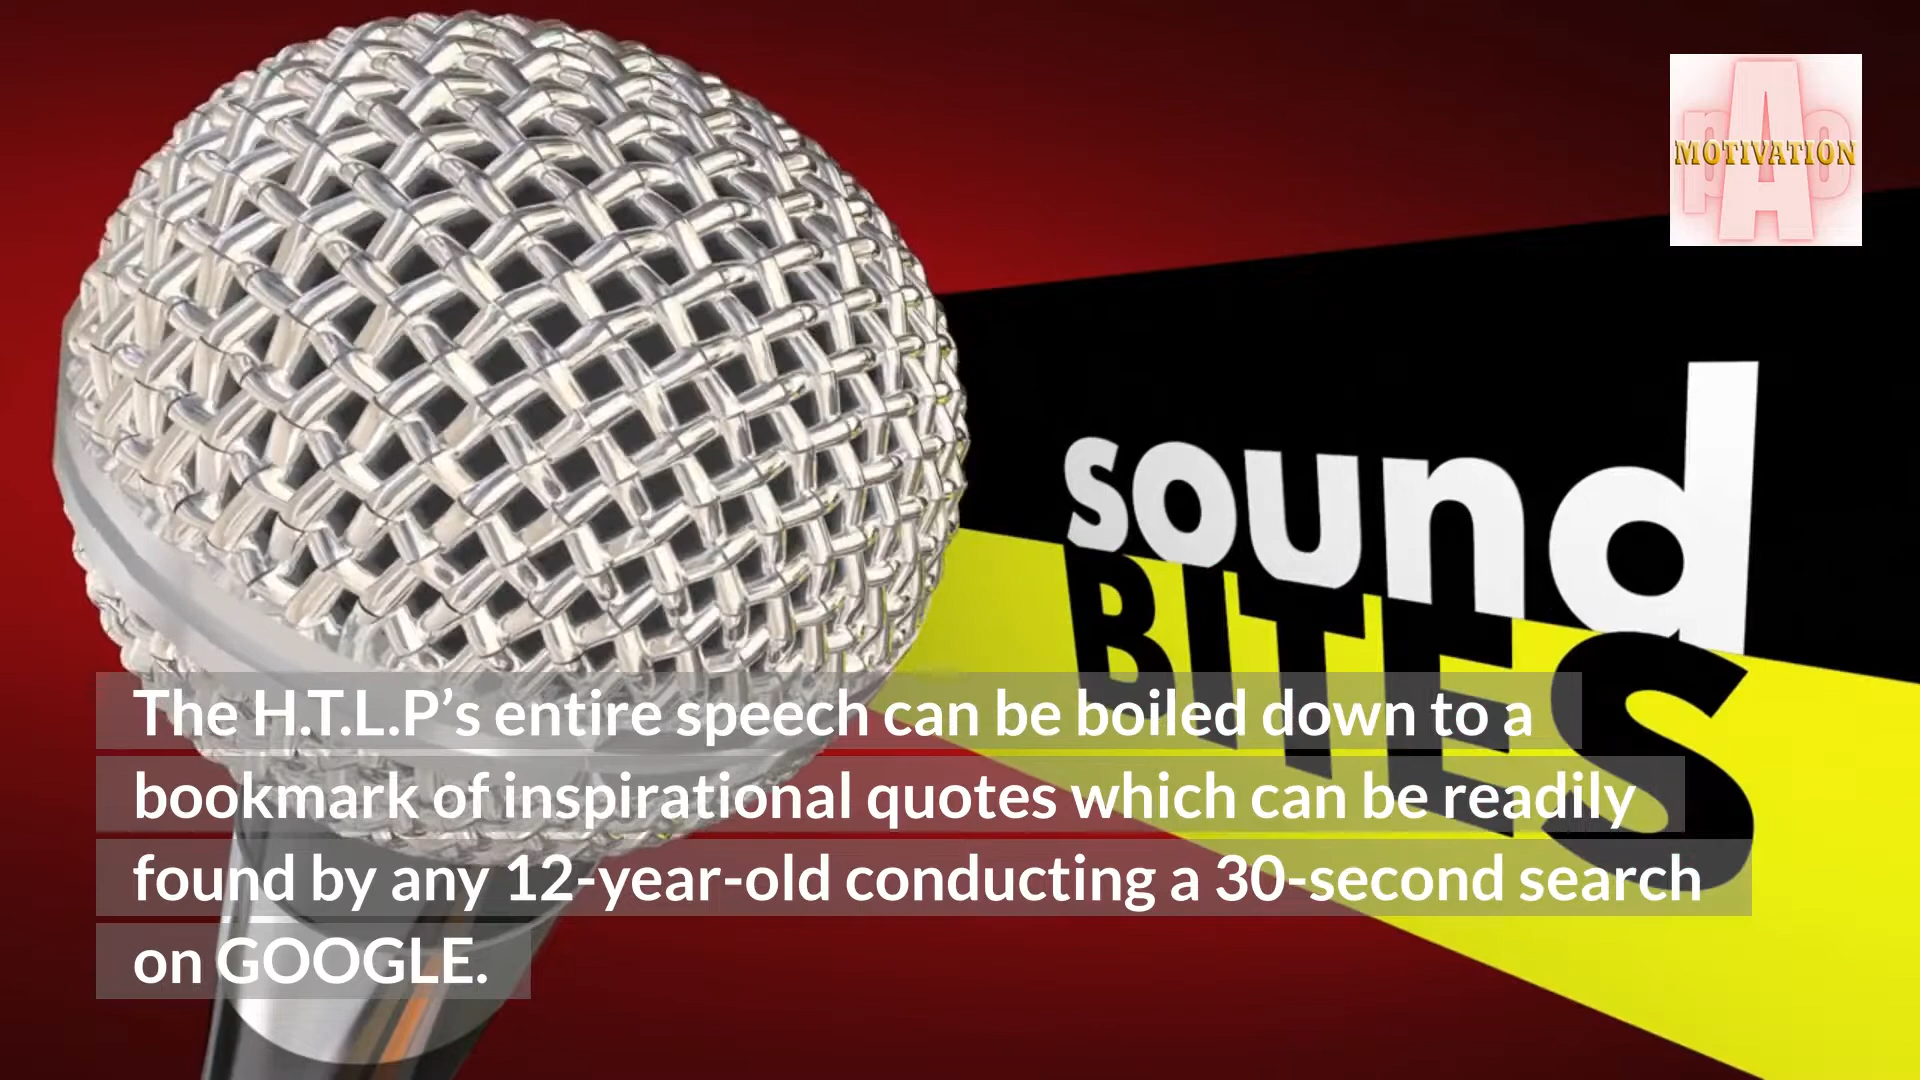 MOTIVATION
pAo
sound
BITES
The H.T.L.P’s entire speech can be boiled down to a
bookmark of inspirational quotes which can be readily
found by any 12-year-old conducting a 30-second search
on GOOGLE.